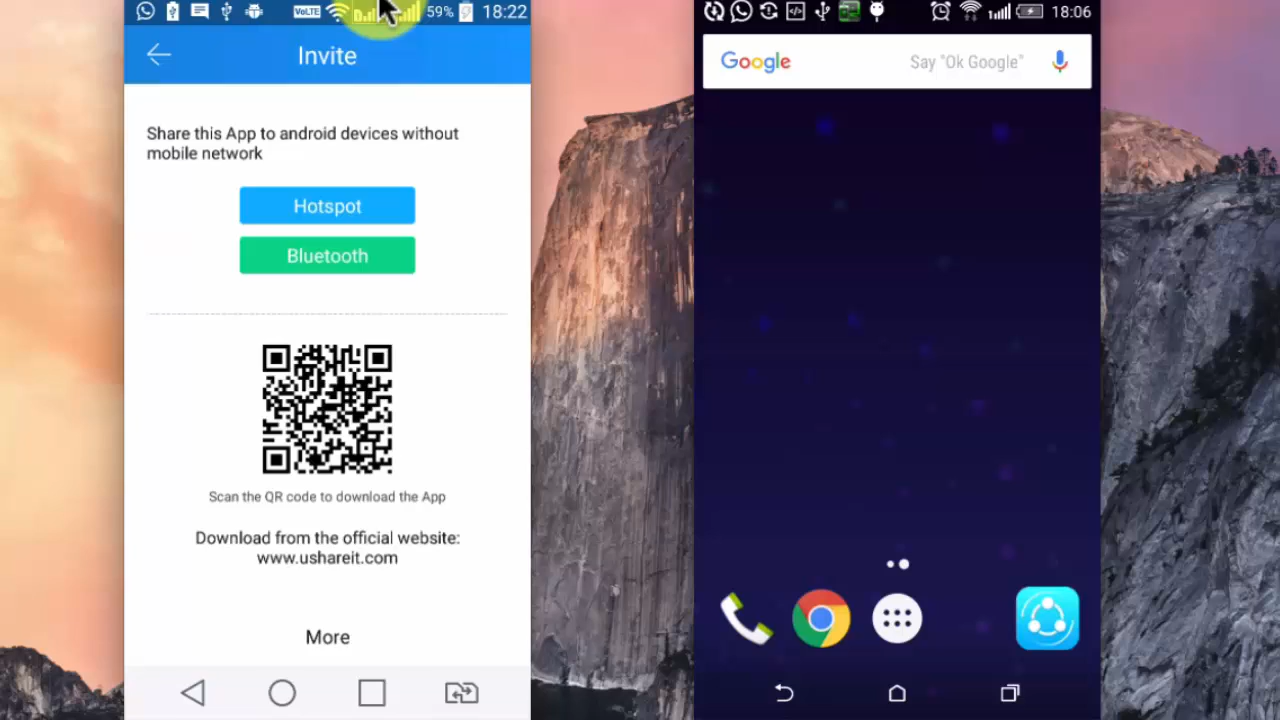 VoLTE 59% 18:22
Invite
Share this App to android devices without
mobile network
Hotspot
Bluetooth
Scan the QR code to download the App
Download from the official website:
www.ushareit.com
More
18:06
Google Say "Ok Google"